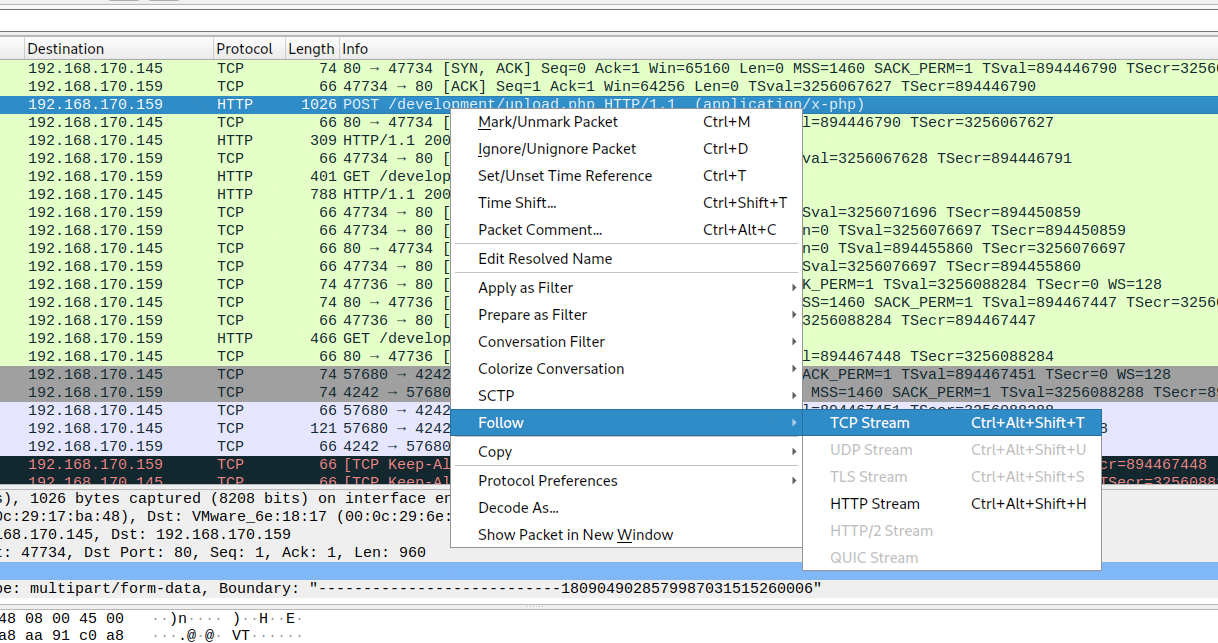 Destination Protocol Length Info
192.168.170.145 TCP 74 80 → 47734 [SYN, ACK] Seq=0 Ack=1 Win=65160 Len=0 MSS=1460 SACK_PERM=1 TSval=894446790 TSecr=3256
192.168.170.159 TCP 66 47734 → 80 [ACK] Seq=1 Ack=1 Win=64256 Len=0 TSval=3256067627 TSecr=894446790
192.168.170.159 HTTP 1026 POST /development/upload.php HTTP/1.1 (application/x-php)
192.168.170.145 TCP 66 80 → 47734 [ l=894446790 TSecr=3256067627
192.168.170.145 HTTP 309 HTTP/1.1 200
192.168.170.159 TCP 66 47734 → 80 [ val=3256067628 TSecr=894446791
192.168.170.159 HTTP 401 GET /develop
192.168.170.145 HTTP 788 HTTP/1.1 200
192.168.170.159 TCP 66 47734 → 80 [ Sval=3256071696 TSecr=894450859
192.168.170.159 TCP 66 47734 → 80 [ n=0 TSval=3256076697 TSecr=894450859
192.168.170.145 TCP 66 80 → 47734 [ n=0 TSval=894455860 TSecr=3256076697
192.168.170.159 TCP 66 47734 → 80 [ Sval=3256076697 TSecr=894455860
192.168.170.159 TCP 74 47736 → 80 [ K_PERM=1 TSval=3256088284 TSecr=0 WS=128
192.168.170.145 TCP 74 80 → 47736 [ SS=1460 SACK_PERM=1 TSval=894467447 TSecr=3256
192.168.170.159 TCP 66 47736 → 80 [ 3256088284 TSecr=894467447
192.168.170.159 HTTP 466 GET /develop
192.168.170.145 TCP 66 80 → 47736 [ l=894467448 TSecr=3256088284
192.168.170.145 TCP 74 57680 → 4242 ACK_PERM=1 TSval=894467451 TSecr=0 WS=128
192.168.170.159 TCP 74 4242 → 57680 MSS=1460 SACK_PERM=1 TSval=3256088288 TSecr=8
192.168.170.145 TCP 66 57680 → 4242 l=894467451 TSecr=3256088288
192.168.170.145 TCP 121 57680 → 4242 8
192.168.170.159 TCP 66 4242 → 57680
192.168.170.159 TCP 66 [TCP Keep-Al cr=894467448
192.168.170.145 TCP 66 [TCP Keep-Al TSecr=3256088
Mark/Unmark Packet Ctrl+M
Ignore/Unignore Packet Ctrl+D
Set/Unset Time Reference Ctrl+T
Time Shift... Ctrl+Shift+T
Packet Comment... Ctrl+Alt+C
Edit Resolved Name
Apply as Filter
Prepare as Filter
Conversation Filter
Colorize Conversation
SCTP
Follow
Copy
Protocol Preferences
Decode As...
Show Packet in New Window
TCP Stream Ctrl+Alt+Shift+T
UDP Stream Ctrl+Alt+Shift+U
TLS Stream Ctrl+Alt+Shift+S
HTTP Stream Ctrl+Alt+Shift+H
HTTP/2 Stream
QUIC Stream
s), 1026 bytes captured (8208 bits) on interface en
0c:29:17:ba:48), Dst: VMware_6e:18:17 (00:0c:29:6e:
68.170.145, Dst: 192.168.170.159
t: 47734, Dst Port: 80, Seq: 1, Ack: 1, Len: 960
pe: multipart/form-data, Boundary: "---------------------------1809049028579987031515260006"
48 08 00 45 00 ··)n···· )··H··E·
a8 aa 91 c0 a8 ···.@·@· VT······